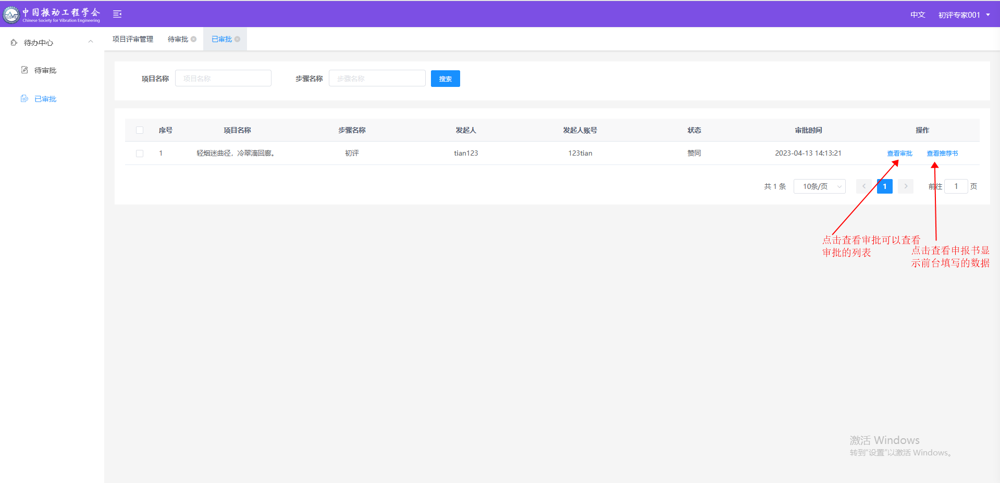 中国振动工程学会
Chinese Society for Vibration Engineering
CSVE
中文
初评专家001
待办中心
待审批
已审批
项目评审管理
待审批
已审批
项目名称 项目名称 步骤名称 步骤名称 搜索
序号 项目名称 步骤名称 发起人 发起人账号 状态 审批时间 操作
1 轻烟迷曲径，冷翠滴回廊。 初评 tian123 123tian 赞同 2023-04-13 14:13:21 查看审批 查看推荐书
共 1 条 10条/页 1 前往 1 页
点击查看审批可以查看
审批的列表
点击查看申报书显
示前台填写的数据
激活 Windows
转到"设置"以激活 Windows。